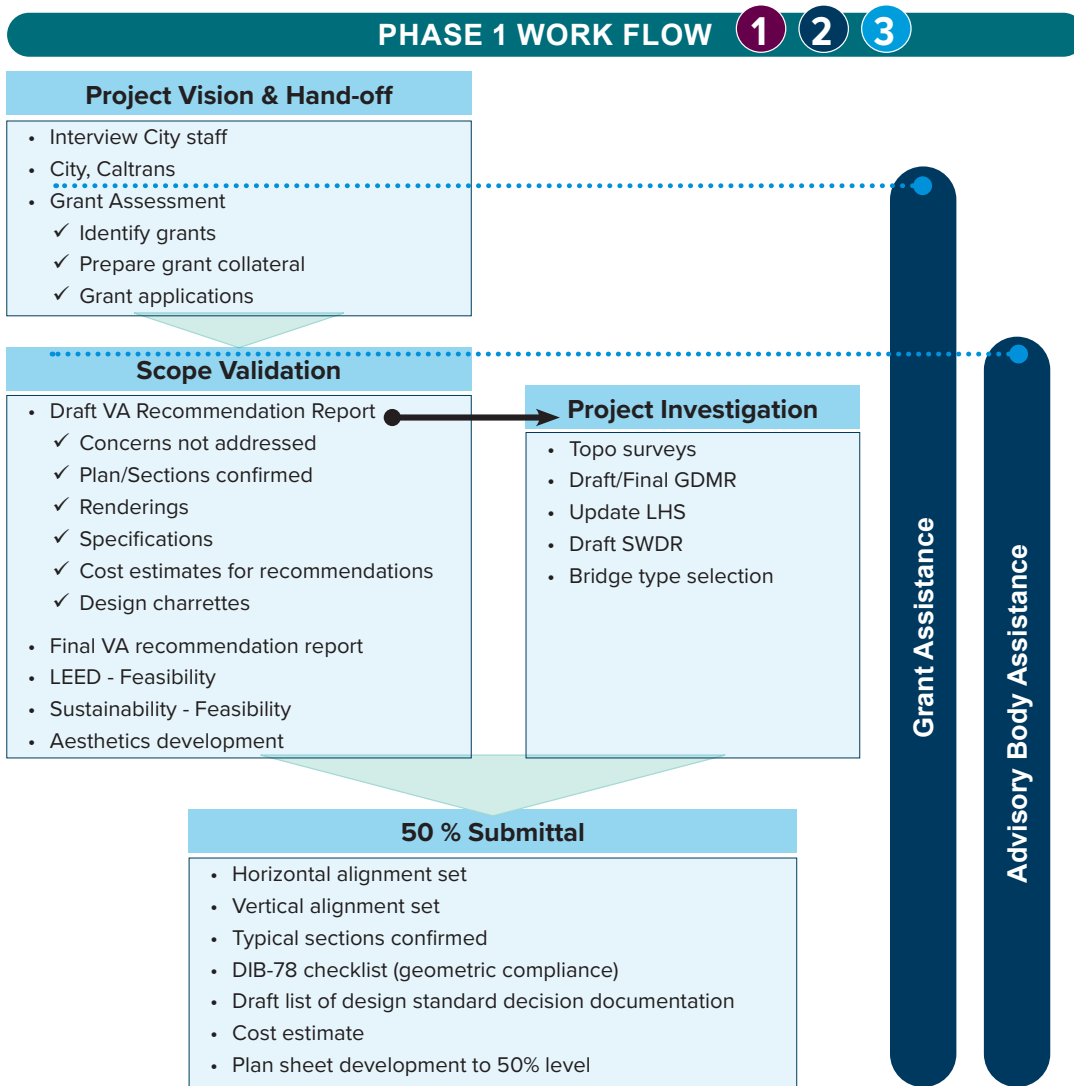 PHASE 1 WORK FLOW 1 2 3
Project Vision & Hand-off
• Interview City staff
• City, Caltrans
• Grant Assessment
✓ Identify grants
✓ Prepare grant collateral
✓ Grant applications
Scope Validation
• Draft VA Recommendation Report
✓ Concerns not addressed
✓ Plan/Sections confirmed
✓ Renderings
✓ Specifications
✓ Cost estimates for recommendations
✓ Design charrettes
• Final VA recommendation report
• LEED - Feasibility
• Sustainability - Feasibility
• Aesthetics development
Project Investigation
• Topo surveys
• Draft/Final GDMR
• Update LHS
• Draft SWDR
• Bridge type selection
50 % Submittal
• Horizontal alignment set
• Vertical alignment set
• Typical sections confirmed
• DIB-78 checklist (geometric compliance)
• Draft list of design standard decision documentation
• Cost estimate
• Plan sheet development to 50% level
Grant Assistance
Advisory Body Assistance